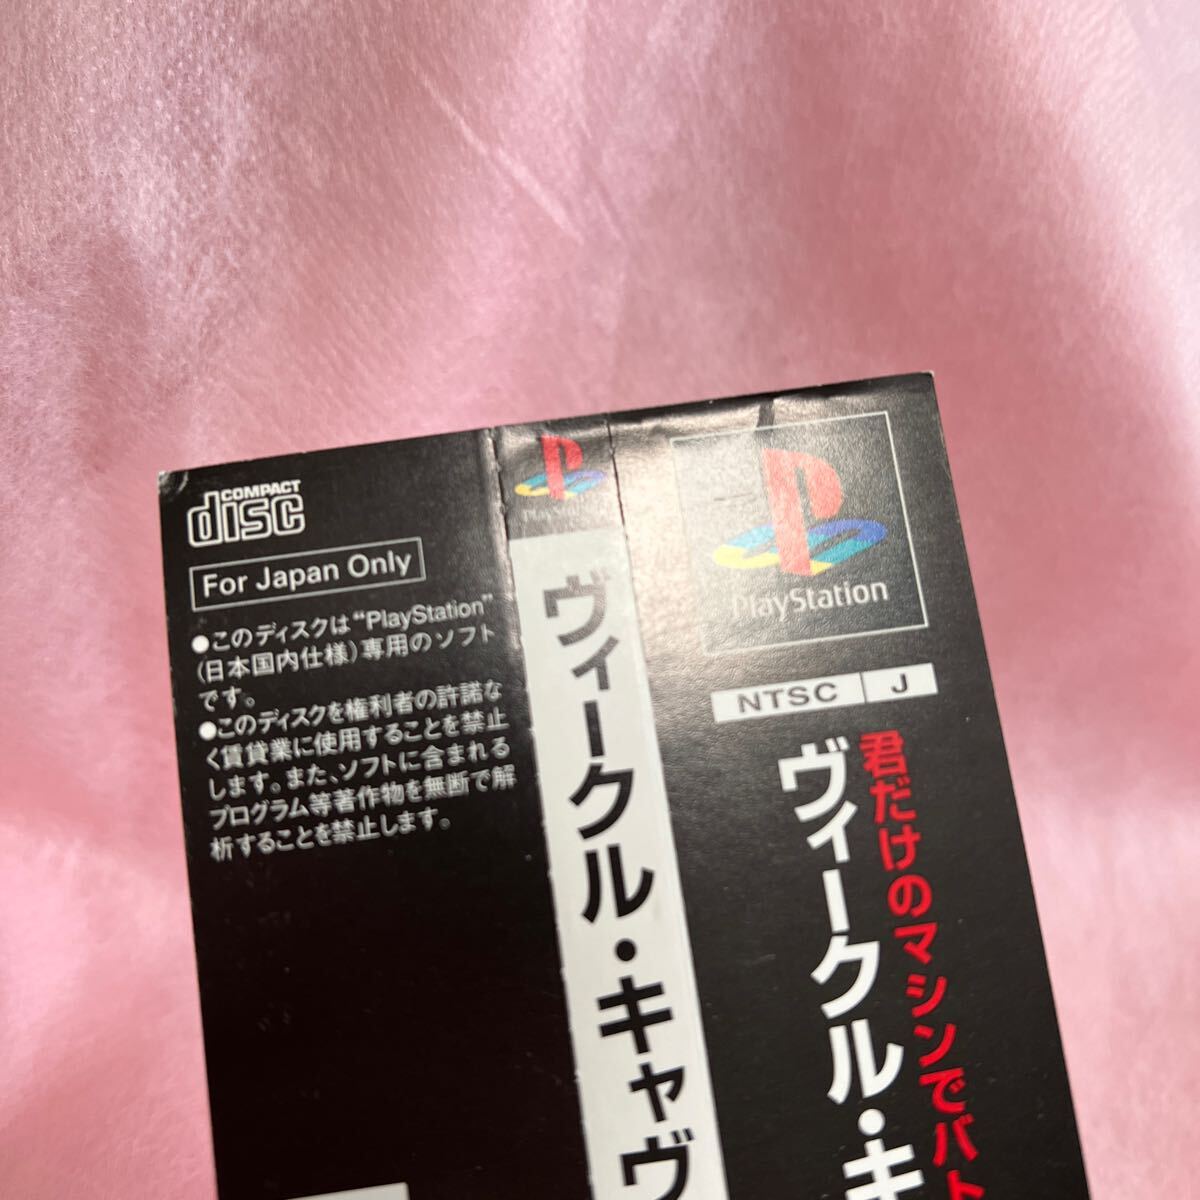 COMPACT
disc
For Japan Only
●このディスクは“PlayStation”
(日本国内仕様)専用のソフト
です。
●このディスクを権利者の許諾な
く賃貸業に使用することを禁止
します。また、ソフトに含まれる
プログラム等著作物を無断で解
析することを禁止します。
PlayStation
ヴィークル・キャヴ
PlayStation
NTSC J
君だけのマシンでバト
ヴィークル・キ